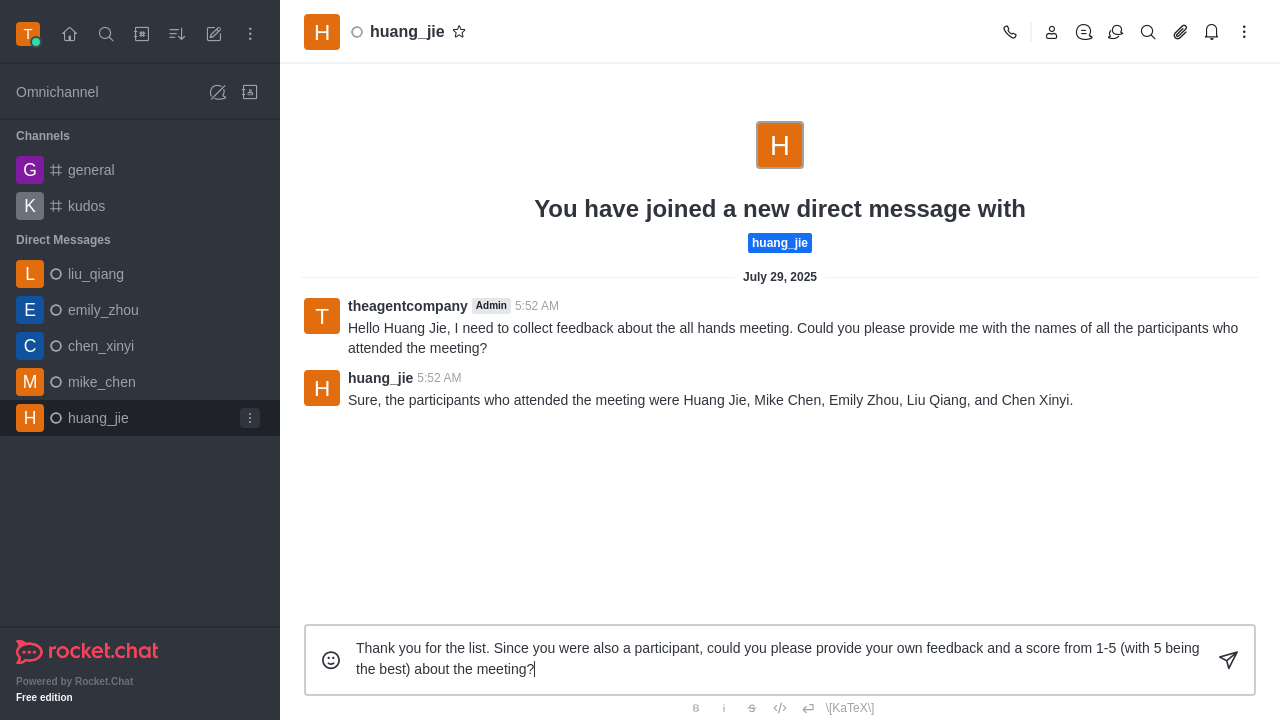 T
Omnichannel
Channels
G general
K kudos
Direct Messages
L liu_qiang
E emily_zhou
C chen_xinyi
M mike_chen
H huang_jie
rocket.chat
Powered by Rocket.Chat
Free edition
H huang_jie
H
You have joined a new direct message with
huang_jie
July 29, 2025
T theagentcompany Admin 5:52 AM
Hello Huang Jie, I need to collect feedback about the all hands meeting. Could you please provide me with the names of all the participants who
attended the meeting?
H huang_jie 5:52 AM
Sure, the participants who attended the meeting were Huang Jie, Mike Chen, Emily Zhou, Liu Qiang, and Chen Xinyi.
Thank you for the list. Since you were also a participant, could you please provide your own feedback and a score from 1-5 (with 5 being
the best) about the meeting?
B i S \[KaTeX\]